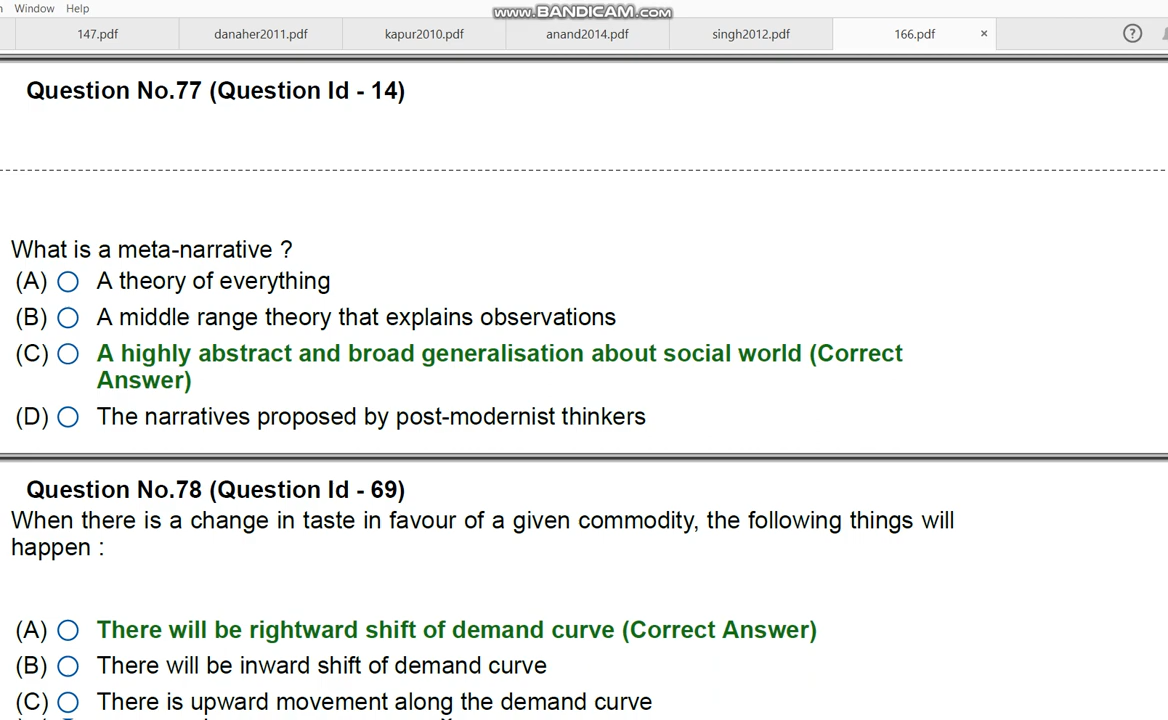 Window Help
www.BANDICAM.com
147.pdf danaher2011.pdf kapur2010.pdf anand2014.pdf singh2012.pdf 166.pdf × ?
Question No.77 (Question Id - 14)
What is a meta-narrative ?
(A) A theory of everything
(B) A middle range theory that explains observations
(C) A highly abstract and broad generalisation about social world (Correct
Answer)
(D) The narratives proposed by post-modernist thinkers
Question No.78 (Question Id - 69)
When there is a change in taste in favour of a given commodity, the following things will
happen :
(A) There will be rightward shift of demand curve (Correct Answer)
(B) There will be inward shift of demand curve
(C) There is upward movement along the demand curve